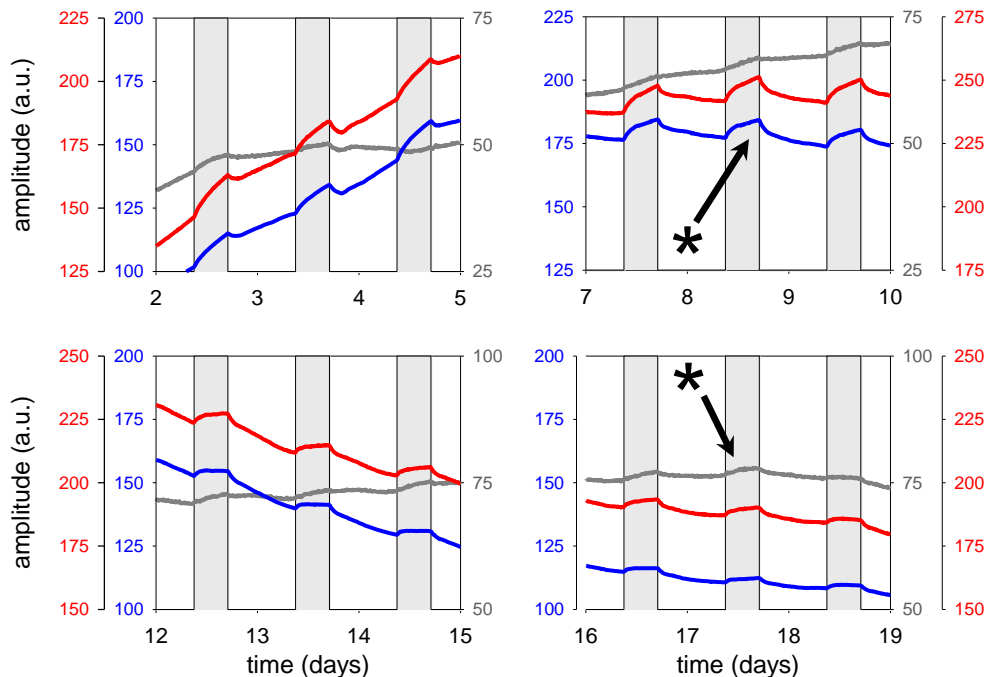 225 200 75 225 75 275
200 175 200 250
amplitude (a.u.)
175 150 50 175 50 225
150 125 150 200
*
125 100 25 125 25 175
2 3 4 5 7 8 9 10
250 200 100 200 100 250
*
225 175 175 225
amplitude (a.u.)
200 150 75 150 75 200
175 125 125 175
150 100 50 100 50 150
12 13 14 15 16 17 18 19
time (days) time (days)